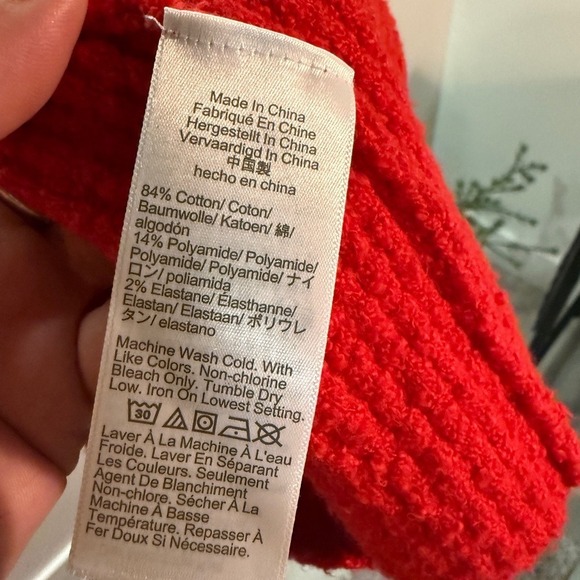 Made In China
Fabriqué En Chine
Hergestellt In China
Vervaardigd In China
中国製
hecho en china
84% Cotton/ Coton/
Baumwolle/ Katoen/ 綿/
algodón
14% Polyamide/ Polyamide/
Polyamide/ Polyamide/ ナイ
ロン/ poliamida
2% Elastane/ Élasthanne/
Elastan/ Elastaan/ ポリウレ
タン/ elastano
Machine Wash Cold. With
Like Colors. Non-chlorine
Bleach Only. Tumble Dry
Low. Iron On Lowest Setting.
30
Laver À La Machine À L'eau
Froide. Laver En Séparant
Les Couleurs. Seulement
Agent De Blanchiment
Non-chlore. Sécher À La
Machine À Basse
Température. Repasser À
Fer Doux Si Nécessaire.